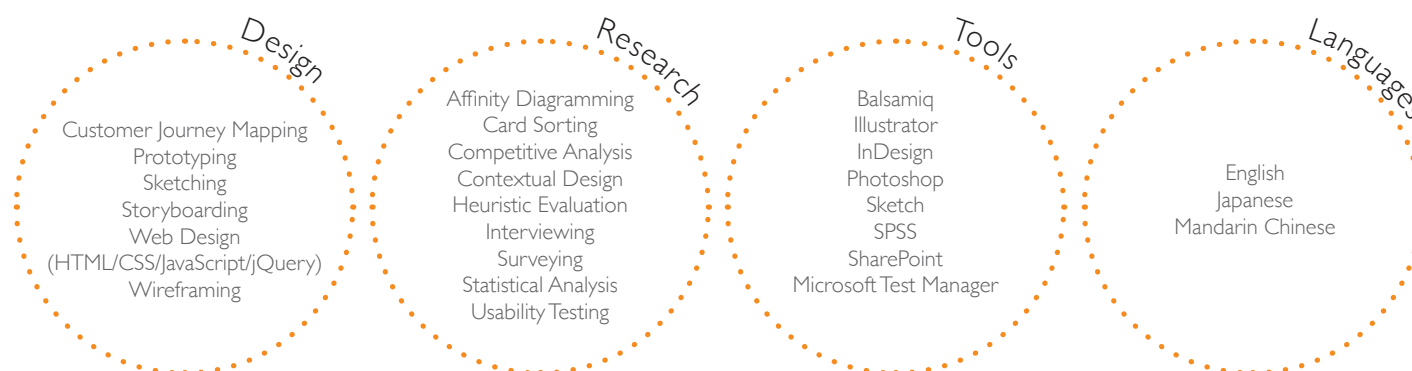 Design
Customer Journey Mapping
Prototyping
Sketching
Storyboarding
Web Design
(HTML/CSS/JavaScript/jQuery)
Wireframing
Research
Affinity Diagramming
Card Sorting
Competitive Analysis
Contextual Design
Heuristic Evaluation
Interviewing
Surveying
Statistical Analysis
Usability Testing
Tools
Balsamiq
Illustrator
InDesign
Photoshop
Sketch
SPSS
SharePoint
Microsoft Test Manager
Languages
English
Japanese
Mandarin Chinese